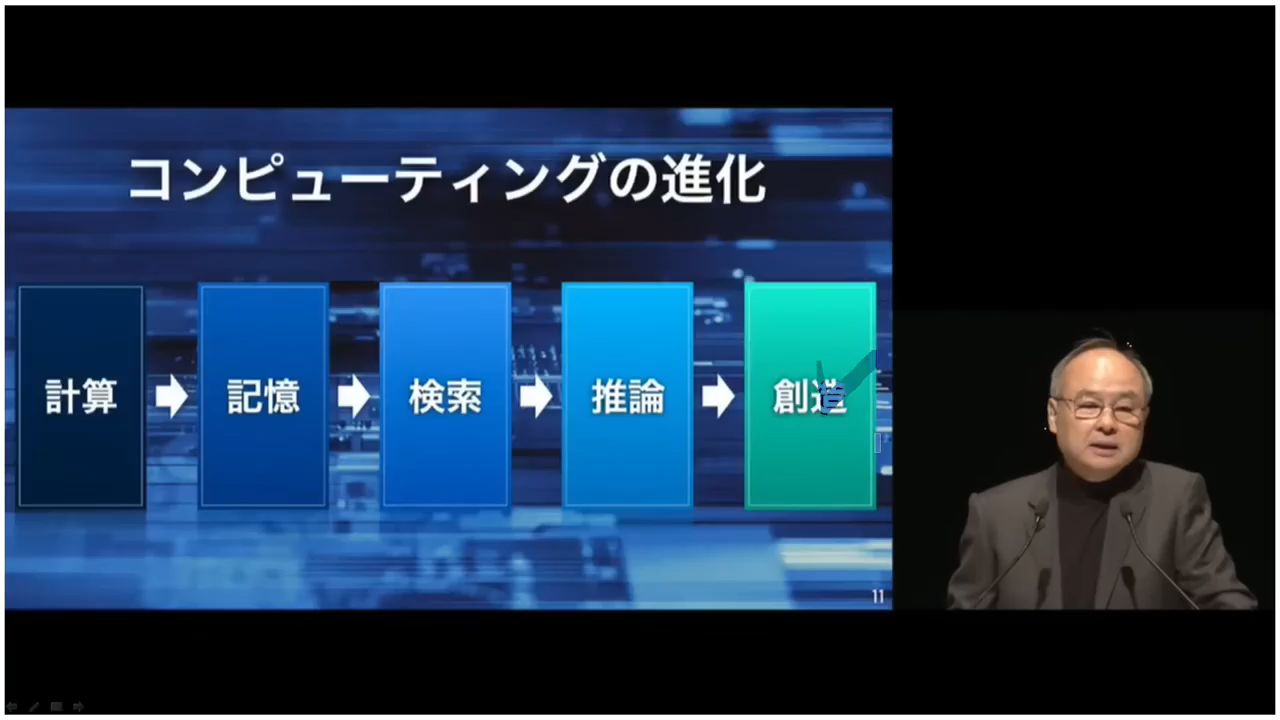 コンピューティングの進化
計算
記憶
検索
推論
創造
11